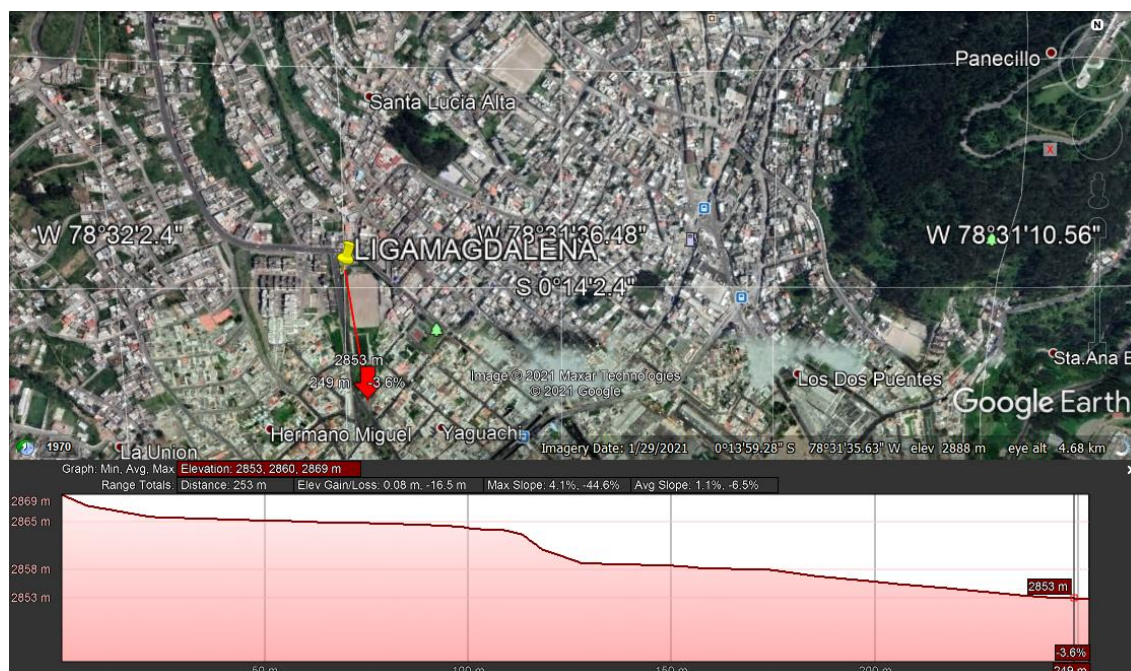 N
Panecillo
Santa Lucia Alta
X
W 78°32'2.4"
W 78°31'36.48"
W 78°31'10.56"
LIGAMAGDALENA
S 0°14'2.4"
2853 m
249 m
-3.6%
Sta.Ana B
Image © 2021 Maxar Technologies
© 2021 Google
Los Dos Puentes
Google Earth
Hermano Miguel
Yaguachi
La Union
1970
Imagery Date: 1/29/2021 0°13'59.28" S 78°31'35.63" W elev 2888 m eye alt 4.68 km
Graph: Min, Avg, Max Elevation: 2853, 2860, 2869 m
Range Totals: Distance: 253 m Elev Gain/Loss: 0.08 m, -16.5 m Max Slope: 4.1%, -44.6% Avg Slope: 1.1%, -6.5%
2869 m
2865 m
2858 m
2853 m
2853 m
-3.6%
50 m
100 m
150 m
200 m
249 m